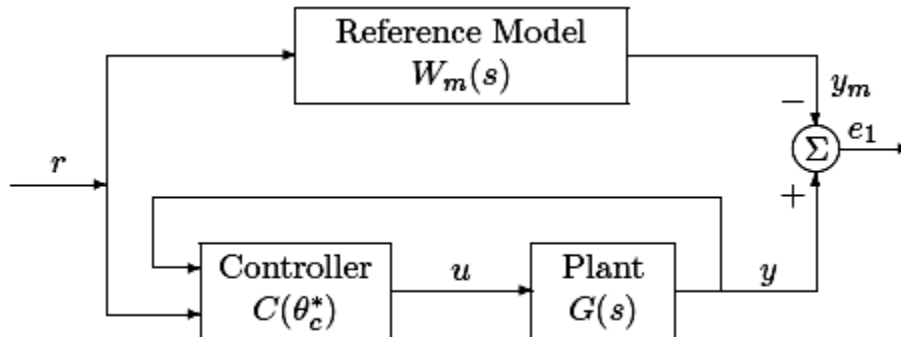 Reference Model
W_m(s)
y_m
−
e_1
Σ
r
+
Controller
C(θ_c^*)
u
Plant
G(s)
y